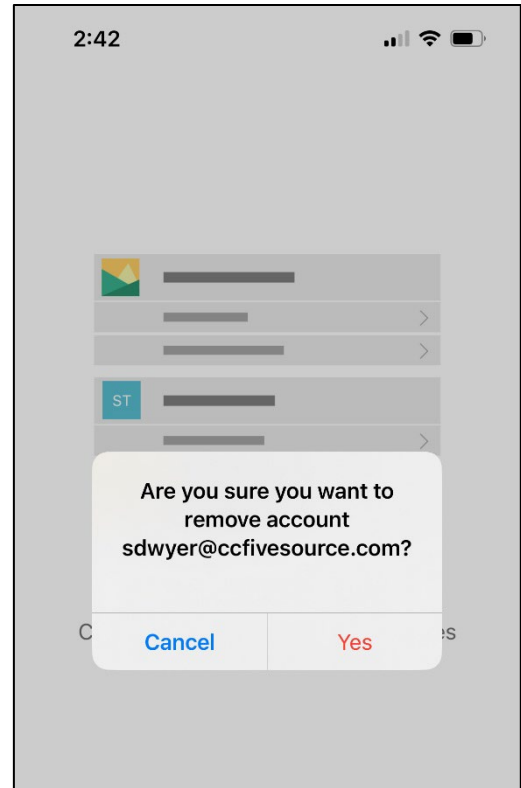 2:42
ST
Are you sure you want to
remove account
sdwyer@ccfivesource.com?
Cancel
Yes